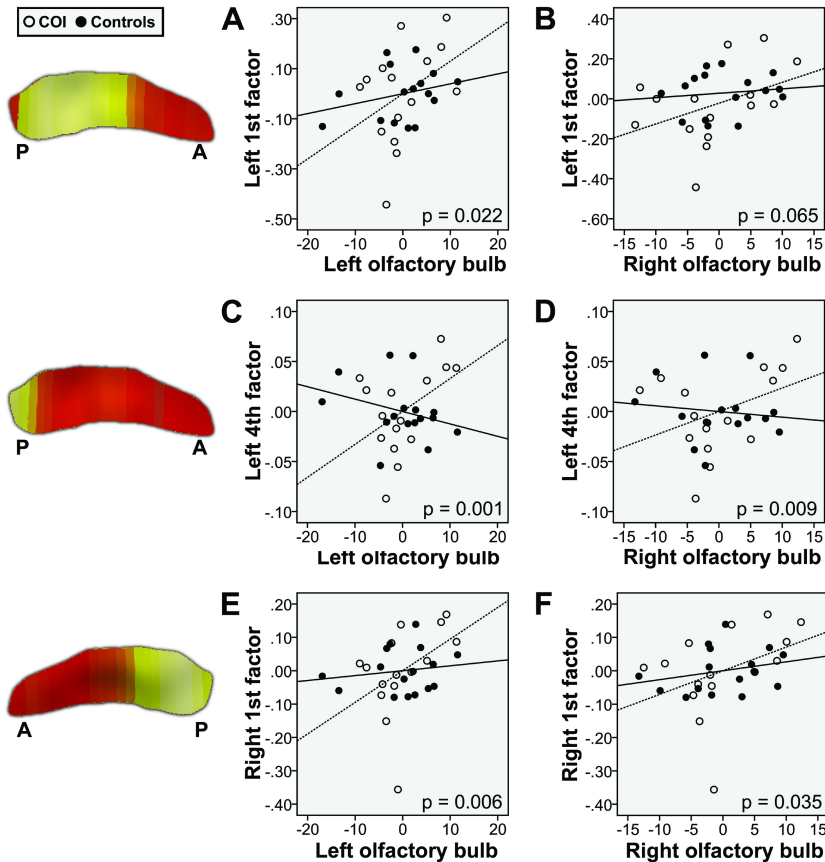 COI Controls
A
Left 1st factor
.30
.10
-.10
-.30
-.50
p = 0.022
-20 -10 0 10 20
Left olfactory bulb
P A
B
Left 1st factor
.40
.20
.00
-.20
-.40
-.60
p = 0.065
-15 -10 -5 0 5 10 15
Right olfactory bulb
C
Left 4th factor
.10
.05
.00
-.05
-.10
p = 0.001
-20 -10 0 10 20
Left olfactory bulb
P A
D
Left 4th factor
.10
.05
.00
-.05
-.10
p = 0.009
-15 -10 -5 0 5 10 15
Right olfactory bulb
E
Right 1st factor
.20
.10
.00
-.10
-.20
-.30
-.40
p = 0.006
-20 -10 0 10 20
Left olfactory bulb
A P
F
Right 1st factor
.20
.10
.00
.10
.20
-.30
-.40
p = 0.035
-15 -10 -5 0 5 10 15
Right olfactory bulb